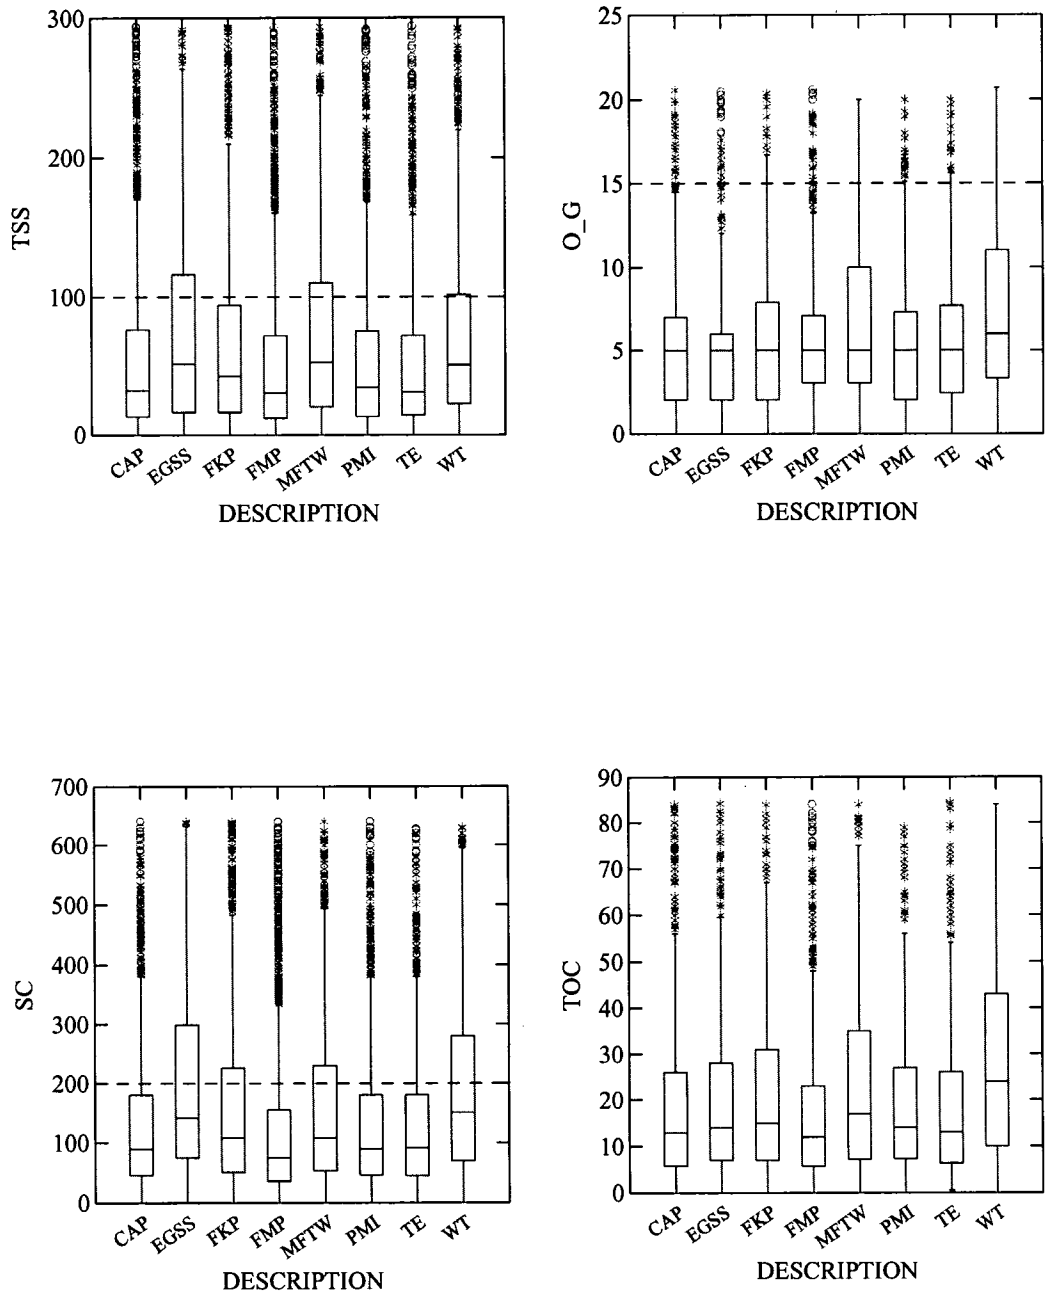 300
200
100
0
TSS
CAP EGSS FKP FMP MFTW PMI TE WT
DESCRIPTION
25
20
15
10
5
0
O_G
CAP EGSS FKP FMP MFTW PMI TE WT
DESCRIPTION
700
600
500
400
300
200
100
0
SC
CAP EGSS FKP FMP MFTW PMI TE WT
DESCRIPTION
90
80
70
60
50
40
30
20
10
0
TOC
CAP EGSS FKP FMP MFTW PMI TE WT
DESCRIPTION